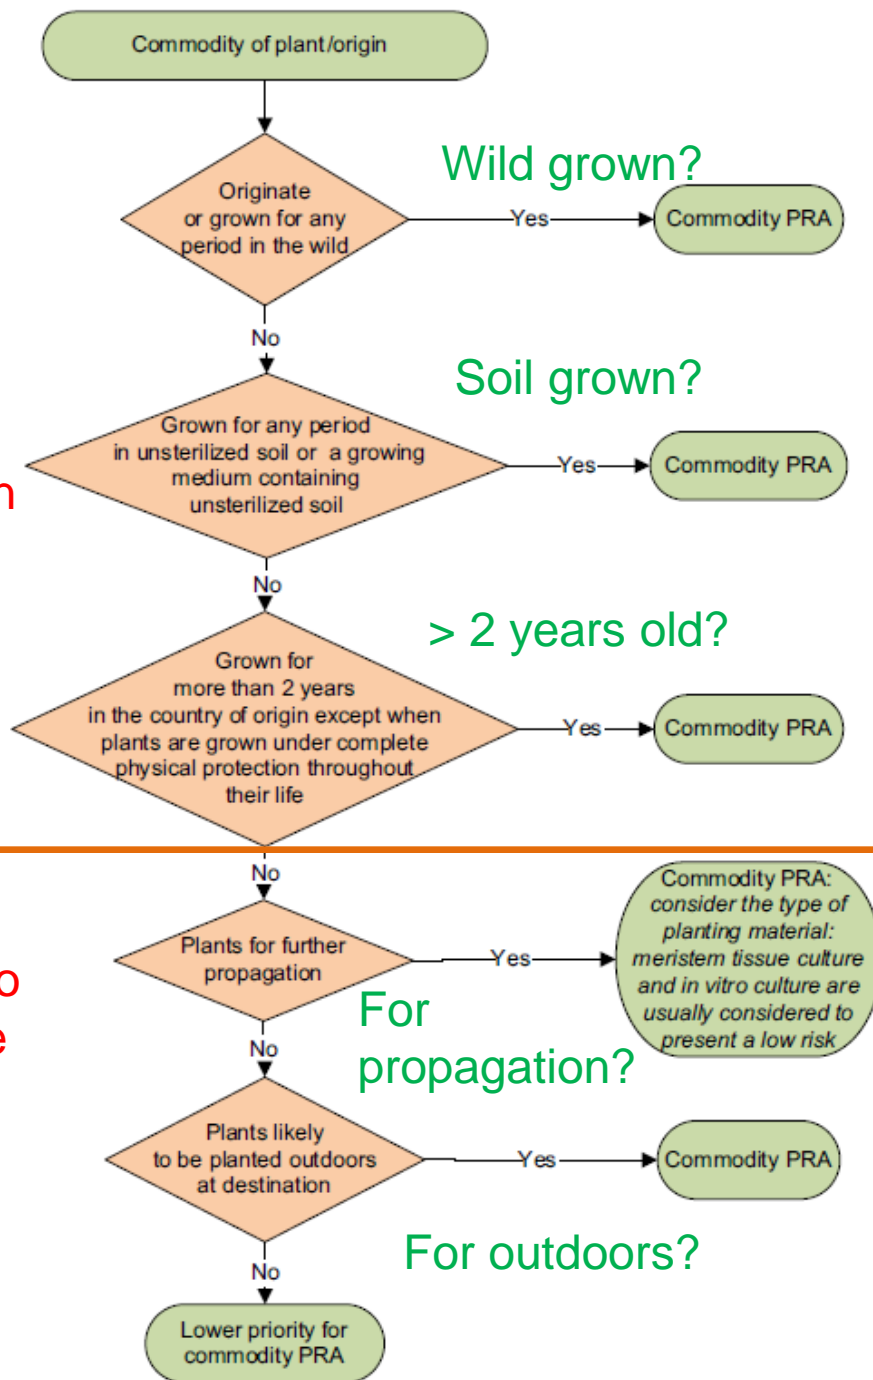 Commodity of plant/origin
Wild grown?
Originate
or grown for any
period in the wild
Yes
Commodity PRA
No
Soil grown?
Grown for any period
in unsterilized soil or a growing
medium containing
unsterilized soil
Yes
Commodity PRA
No
> 2 years old?
Grown for
more than 2 years
in the country of origin except when
plants are grown under complete
physical protection throughout
their life
Yes
Commodity PRA
No
Plants for further
propagation
Yes
Commodity PRA:
consider the type of
planting material:
meristem tissue culture
and in vitro culture are
usually considered to
present a low risk
For
propagation?
No
Plants likely
to be planted outdoors
at destination
Yes
Commodity PRA
For outdoors?
No
Lower priority for
commodity PRA